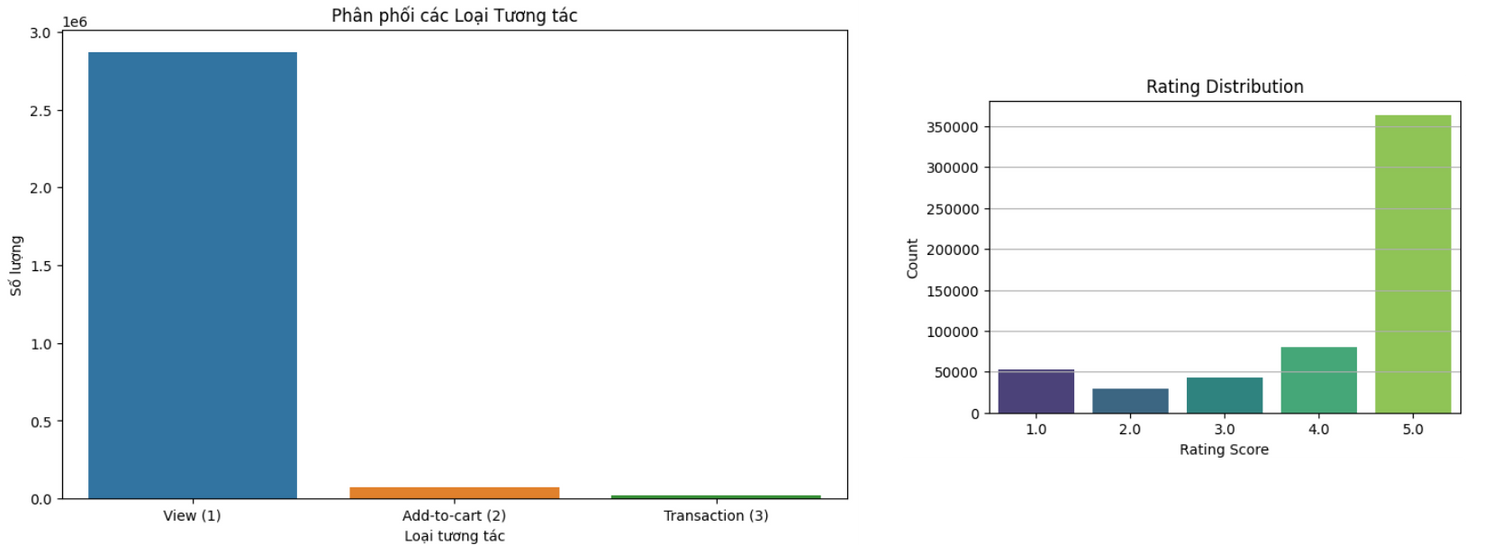 Phân phối các Loại Tương tác
1e6
3.0
2.5
2.0
1.5
1.0
0.5
0.0
Số lượng
View (1)
Add-to-cart (2)
Transaction (3)
Loại tương tác
Rating Distribution
350000
300000
250000
200000
150000
100000
50000
0
Count
1.0
2.0
3.0
4.0
5.0
Rating Score